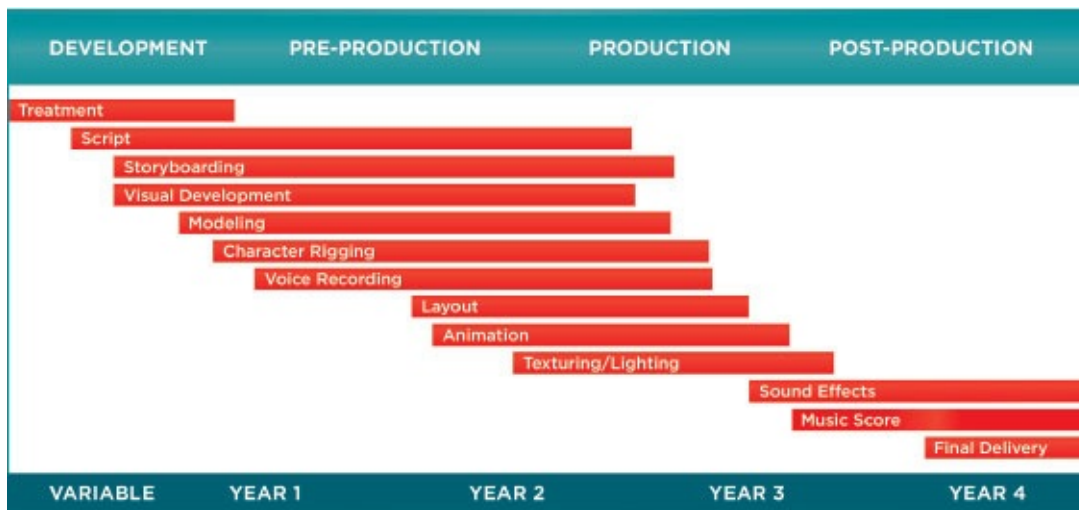 DEVELOPMENT PRE-PRODUCTION PRODUCTION POST-PRODUCTION
Treatment
Script
Storyboarding
Visual Development
Modeling
Character Rigging
Voice Recording
Layout
Animation
Texturing/Lighting
Sound Effects
Music Score
Final Delivery
VARIABLE YEAR 1 YEAR 2 YEAR 3 YEAR 4